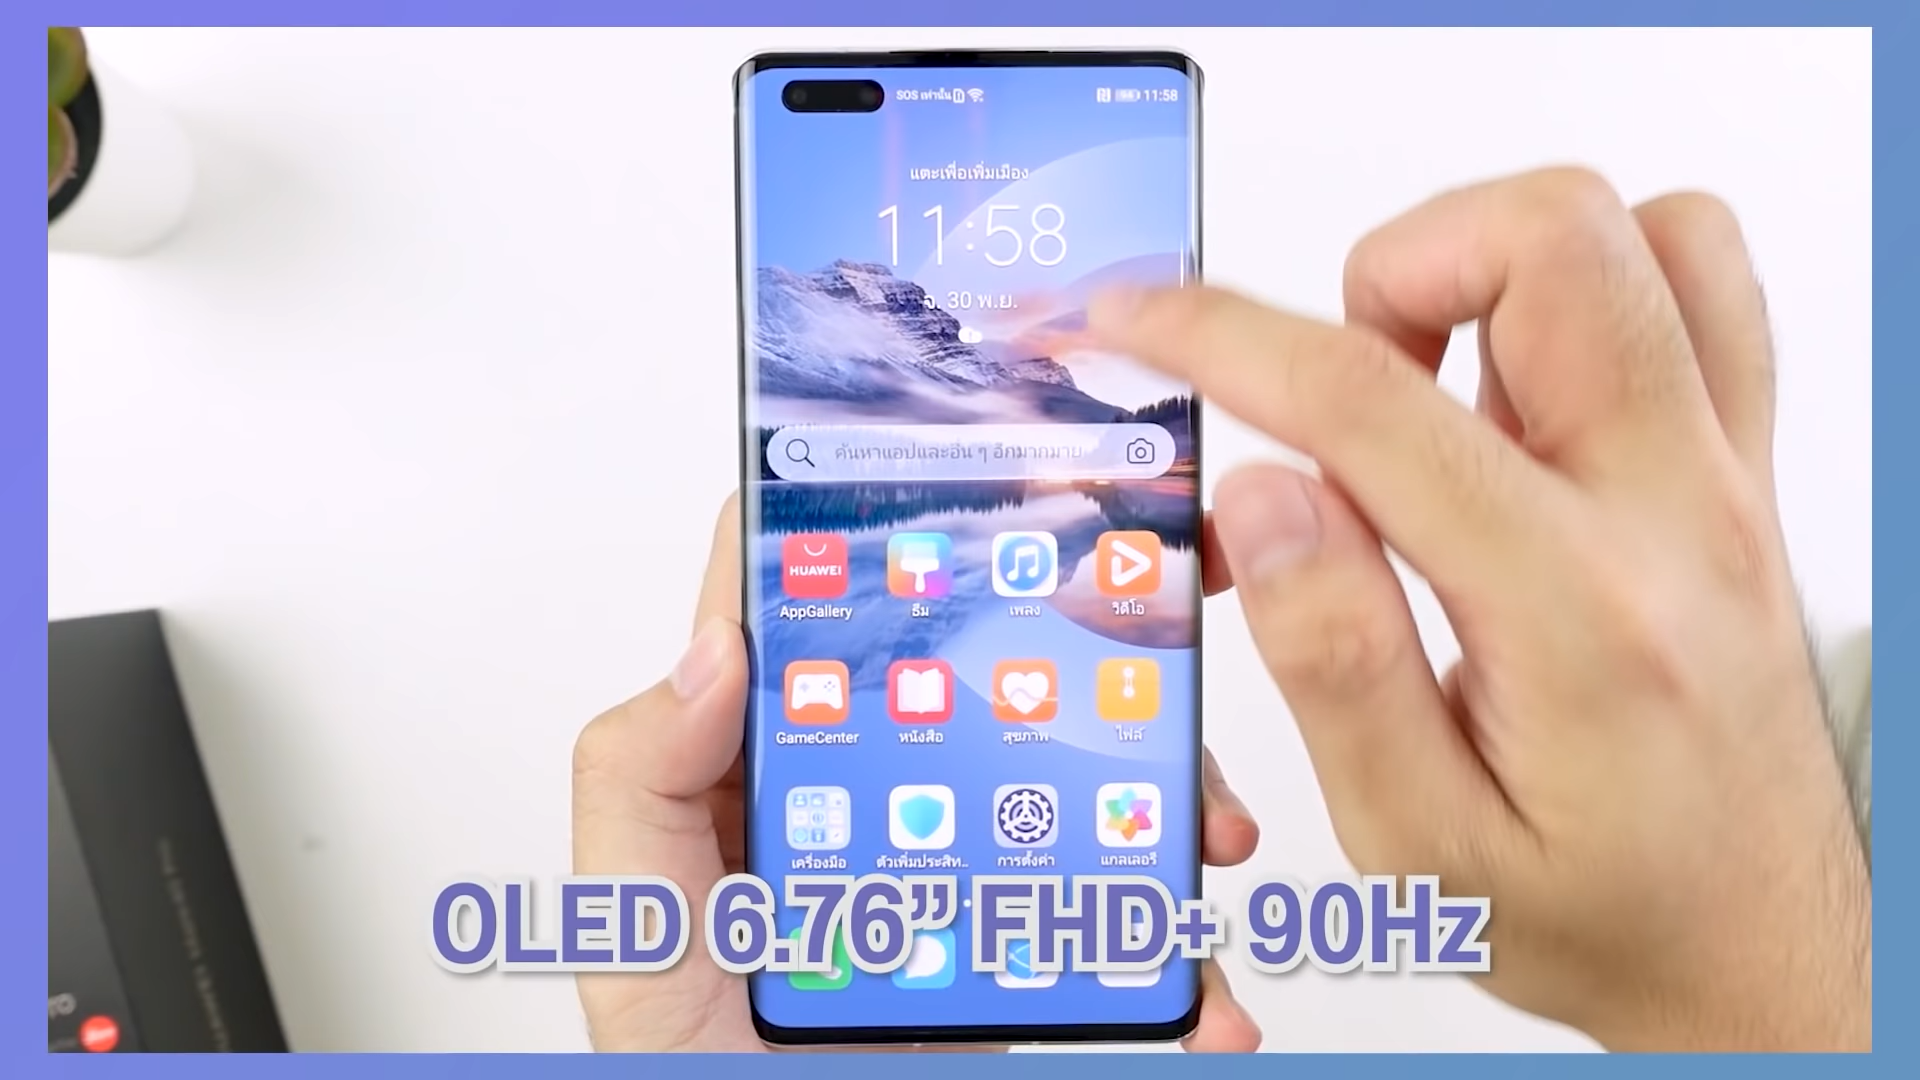 SOS เท่านั้น
11:58
แตะเพื่อเพิ่มเมือง
11:58
จ. 30 พ.ย.
ค้นหาแอปและอื่น ๆ อีกมากมาย
HUAWEI
AppGallery ธีม เพลง วิดีโอ
GameCenter หนังสือ สุขภาพ ไฟล์
เครื่องมือ ตัวเพิ่มประสิท... การตั้งค่า แกลเลอรี
OLED 6.76” FHD+ 90Hz